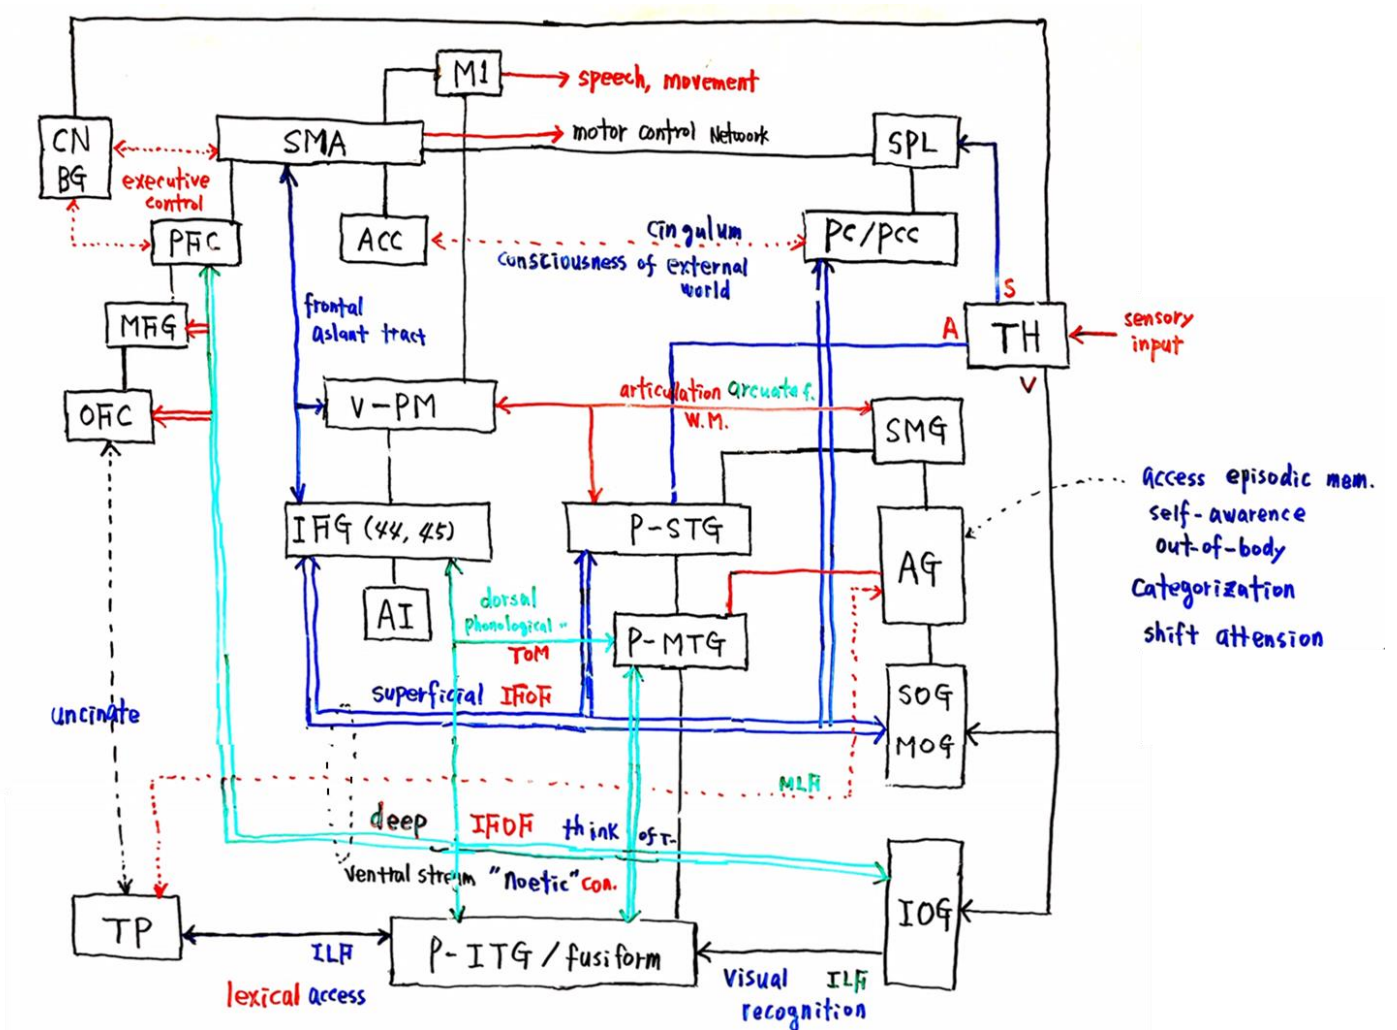 M1
speech, movement
CN
BG
SMA
motor control Network
SPL
executive
control
PFC
ACC
cingulum
PC/PCC
consciousness of external
world
S
MFG
frontal
aslant tract
A
TH
sensory
input
V
OFC
V-PM
articulation arcuate f.
W.M.
SMG
access episodic mem.
self-awarence
out-of-body
categorization
shift attension
IFG (44, 45)
P-STG
AG
AI
dorsal
phonological "
TOM
P-MTG
superficial IFOF
SOG
MOG
uncinate
MLF
deep IFOF think of T-
venttral stream "noetic" con.
TP
ILF
lexical access
P-ITG / fusiform
IOG
visual ILF
recognition